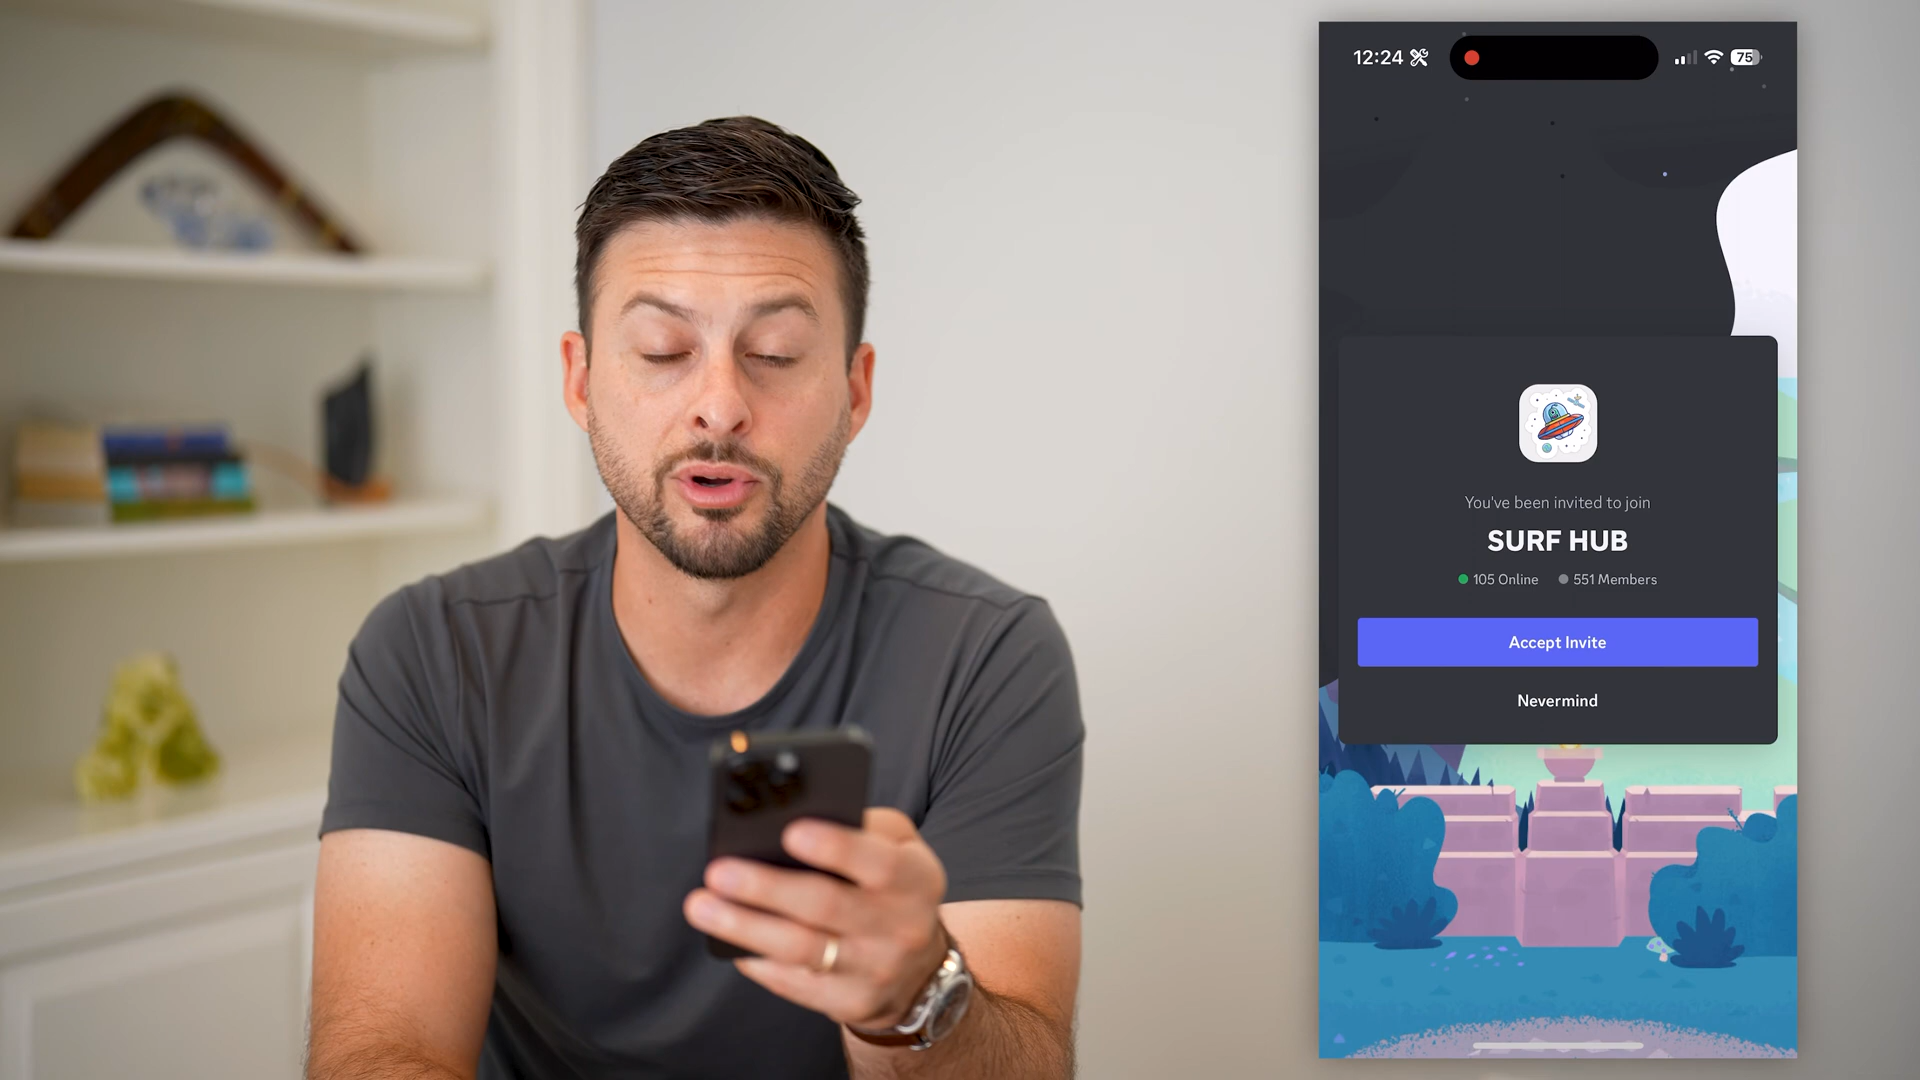 12:24
75
You've been invited to join
SURF HUB
105 Online 551 Members
Accept Invite
Nevermind